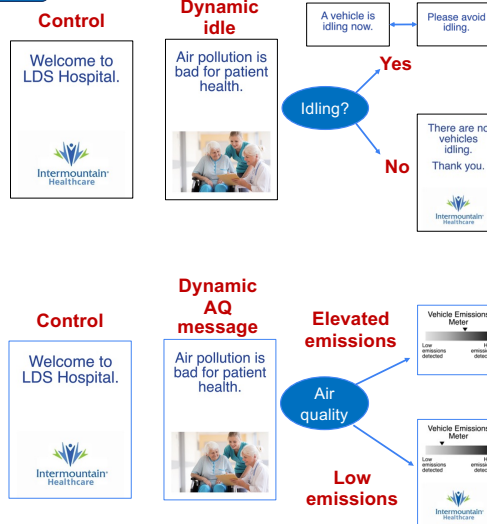 Control
Dynamic
idle
Welcome to
LDS Hospital.
Intermountain
Healthcare
Air pollution is
bad for patient
health.
A vehicle is
idling now.
Please avoid
idling.
Idling?
Yes
No
There are no
vehicles
idling.
Thank you.
Intermountain
Healthcare
Control
Dynamic
AQ
message
Welcome to
LDS Hospital.
Intermountain
Healthcare
Air pollution is
bad for patient
health.
Air
quality
Elevated
emissions
Vehicle Emissions
Meter
Low
emissions
detected
Low
emissions
Vehicle Emissions
Meter
Low
emissions
detected
Intermountain
Healthcare